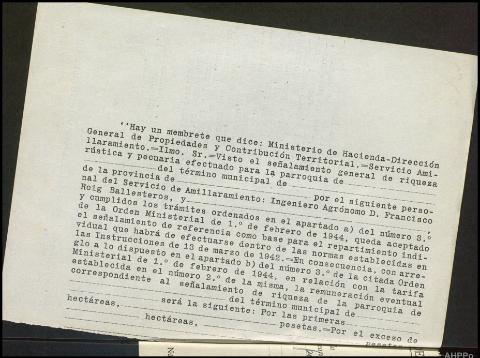 ''Hay un membrete que dice: Ministerio de Hacienda-Dirección
General de Propiedades y Contribución Territorial.=Servicio Ami-
llaramiento.=Ilmo. Sr.=Visto el señalamiento general de riqueza
rústica y pecuaria efectuado para la parroquia de
del término municipal de
de la provincia de por el siguiente perso-
nal del Servicio de Amillaramiento: Ingeniero Agrónomo D. Francisco
Roig Ballesteros, y
y cumplidos los trámites ordenados en el apartado a) del número 3.º,
de la Orden Ministerial de 1.º de febrero de 1944, queda aceptado
el señalamiento de referencia como base para el repartimiento indi-
vidual que habrá de efectuarse dentro de las normas establecidas en
las Instrucciones de 13 de marzo de 1942.=En consecuencia, con arre-
glo a lo dispuesto en el apartado b) del número 3.º de la citada Orden
Ministerial de 1.º de febrero de 1944, en relación con la tarifa
establecida en el número 2.º de la misma, la remuneración eventual
correspondiente al señalamiento de riqueza de la parroquia de
del término municipal de
será la siguiente: Por las primeras
hectáreas, pesetas.=Por el exceso de
hectáreas, pesetas
AHPPo